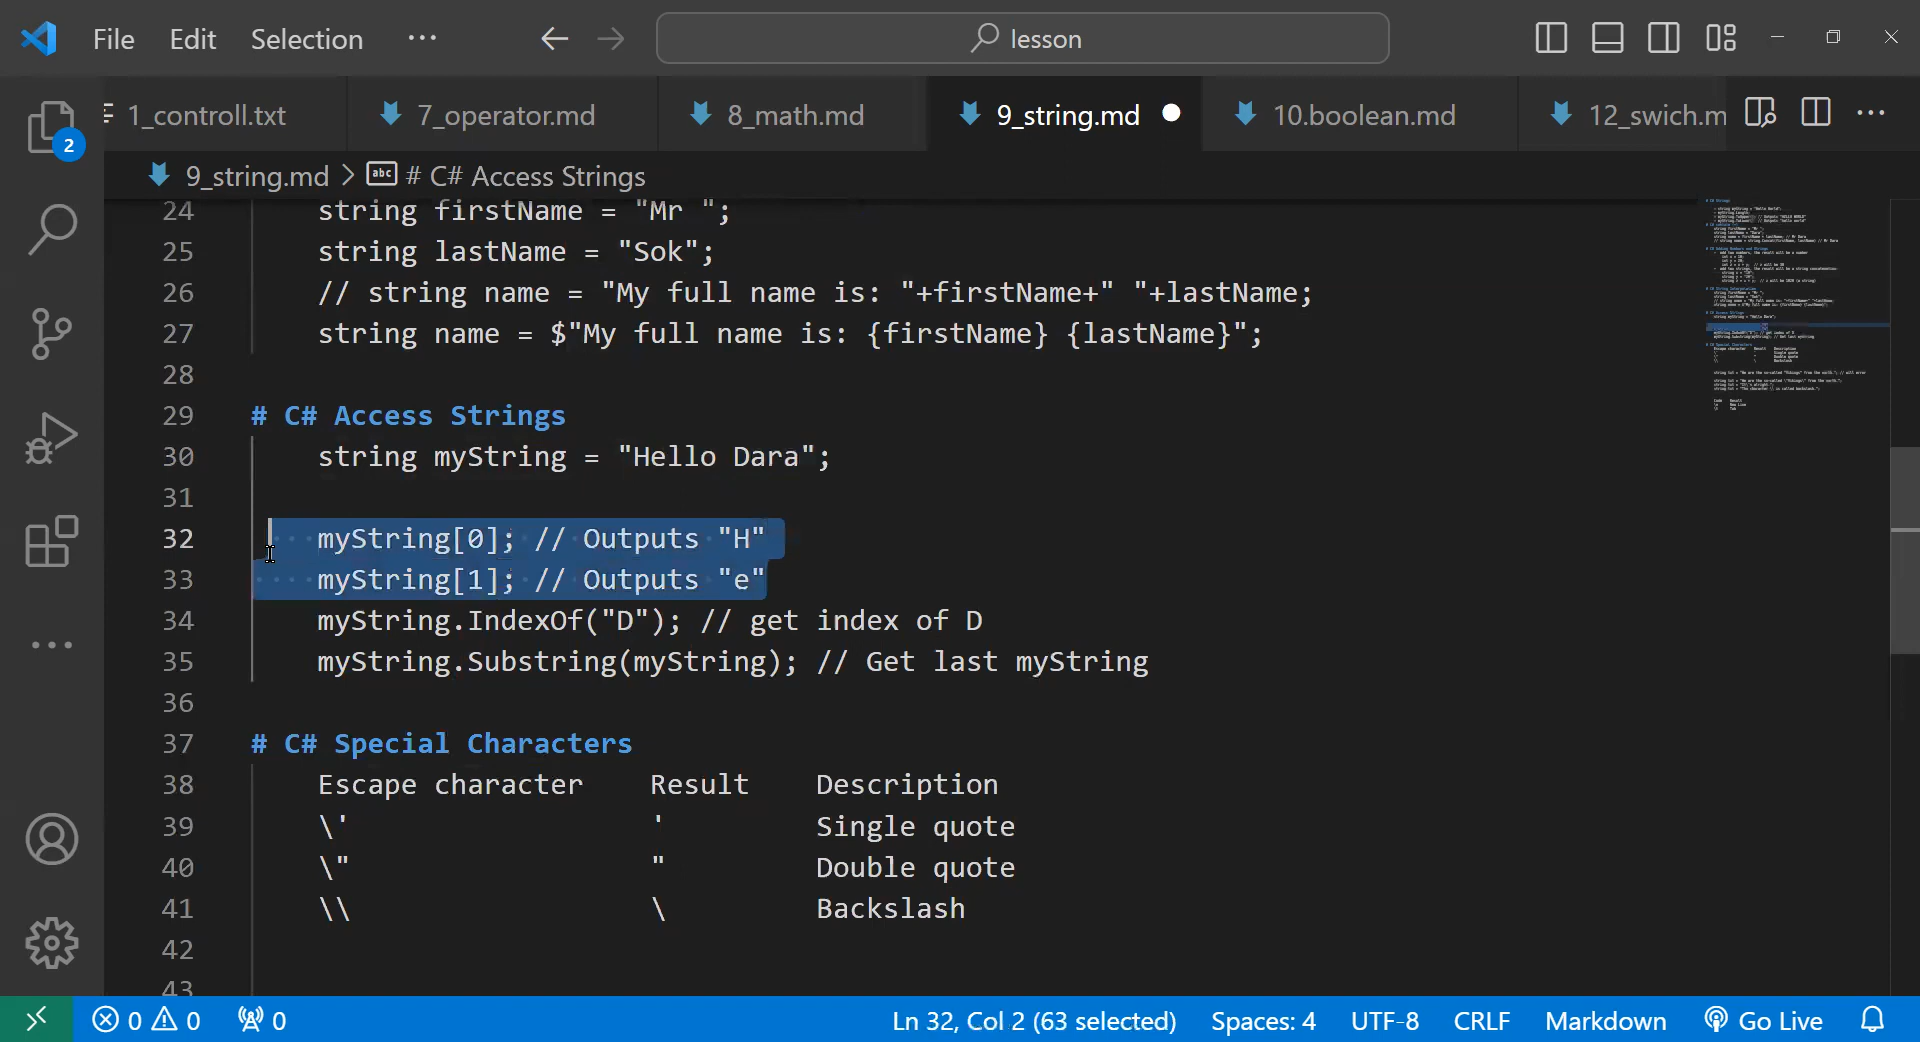 File Edit Selection ··· lesson
1_controll.txt 7_operator.md 8_math.md 9_string.md 10.boolean.md 12_swich.m ···
9_string.md > abc # C# Access Strings
24 string firstName = "Mr ";
25 string lastName = "Sok";
26 // string name = "My full name is: "+firstName+" "+lastName;
27 string name = $"My full name is: {firstName} {lastName}";
28
29 # C# Access Strings
30 string myString = "Hello Dara";
31
32 myString[0]; // Outputs "H"
33 myString[1]; // Outputs "e"
34 myString.IndexOf("D"); // get index of D
35 myString.Substring(myString); // Get last myString
36
37 # C# Special Characters
38 Escape character Result Description
39 \' ' Single quote
40 \" " Double quote
41 \\ \ Backslash
42
43
2
0 0 0 Ln 32, Col 2 (63 selected) Spaces: 4 UTF-8 CRLF Markdown Go Live